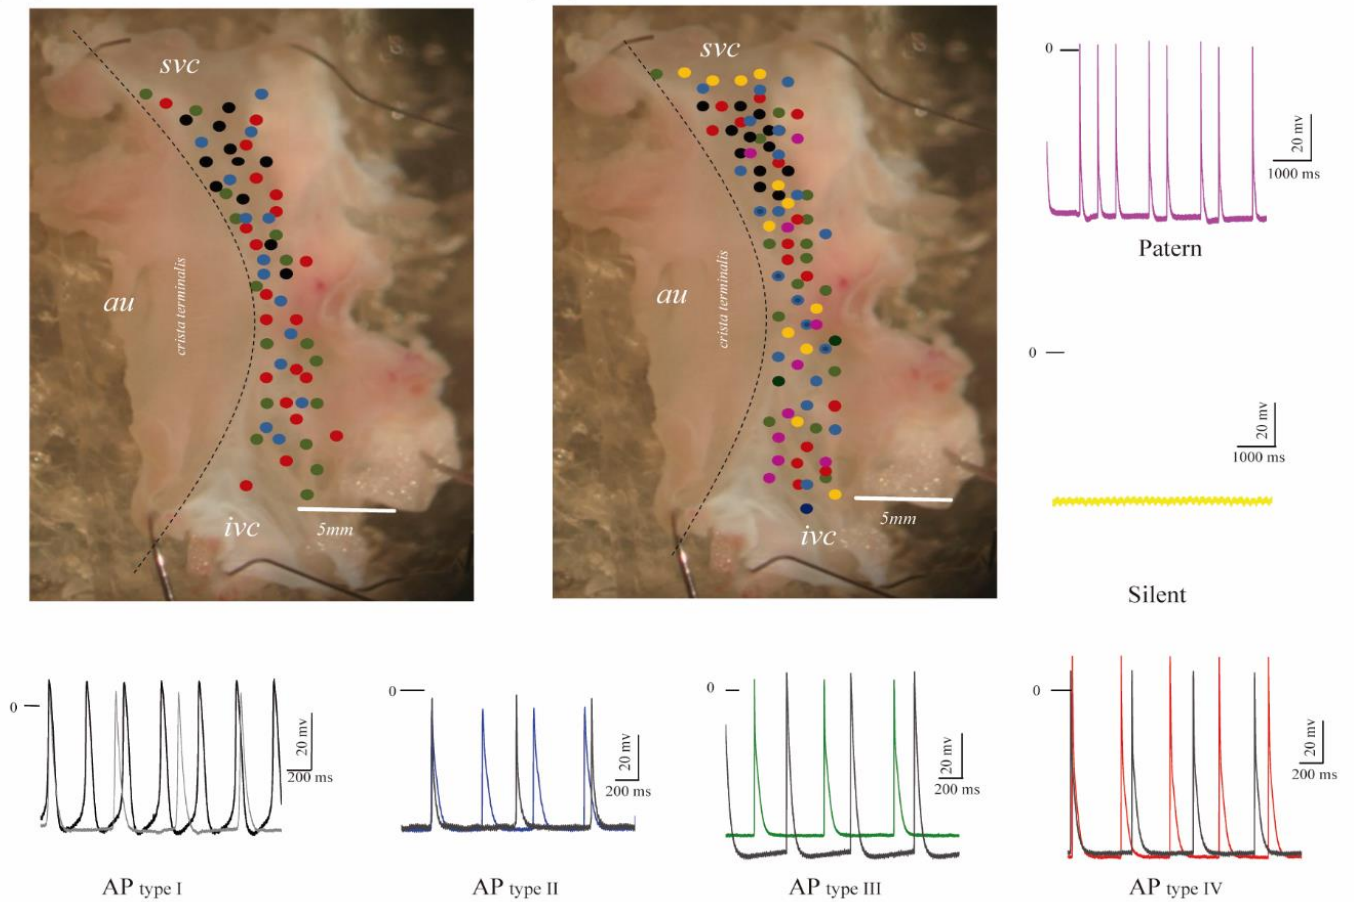 svc
au
crista terminalis
ivc
5mm
svc
au
crista terminalis
ivc
5mm
0
20 mv
1000 ms
Patern
0
20 mv
1000 ms
Silent
0
20 mv
200 ms
AP type I
0
20 mv
200 ms
AP type II
0
20 mv
200 ms
AP type III
0
20 mv
200 ms
AP type IV